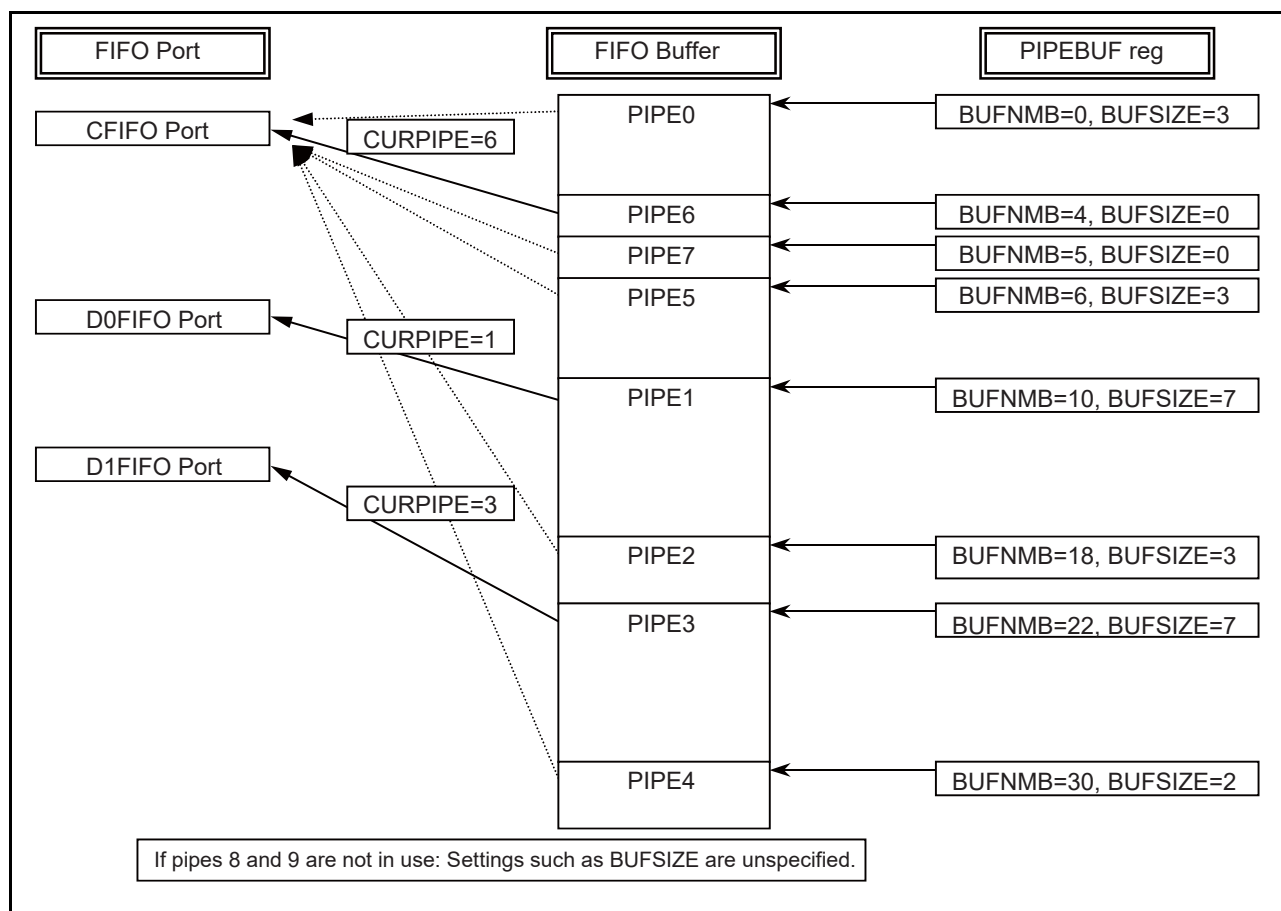 FIFO Port
FIFO Buffer
PIPEBUF reg
CFIFO Port
CURPIPE=6
PIPE0
BUFNMB=0, BUFSIZE=3
PIPE6
BUFNMB=4, BUFSIZE=0
PIPE7
BUFNMB=5, BUFSIZE=0
PIPE5
BUFNMB=6, BUFSIZE=3
D0FIFO Port
CURPIPE=1
PIPE1
BUFNMB=10, BUFSIZE=7
D1FIFO Port
CURPIPE=3
PIPE2
BUFNMB=18, BUFSIZE=3
PIPE3
BUFNMB=22, BUFSIZE=7
PIPE4
BUFNMB=30, BUFSIZE=2
If pipes 8 and 9 are not in use: Settings such as BUFSIZE are unspecified.